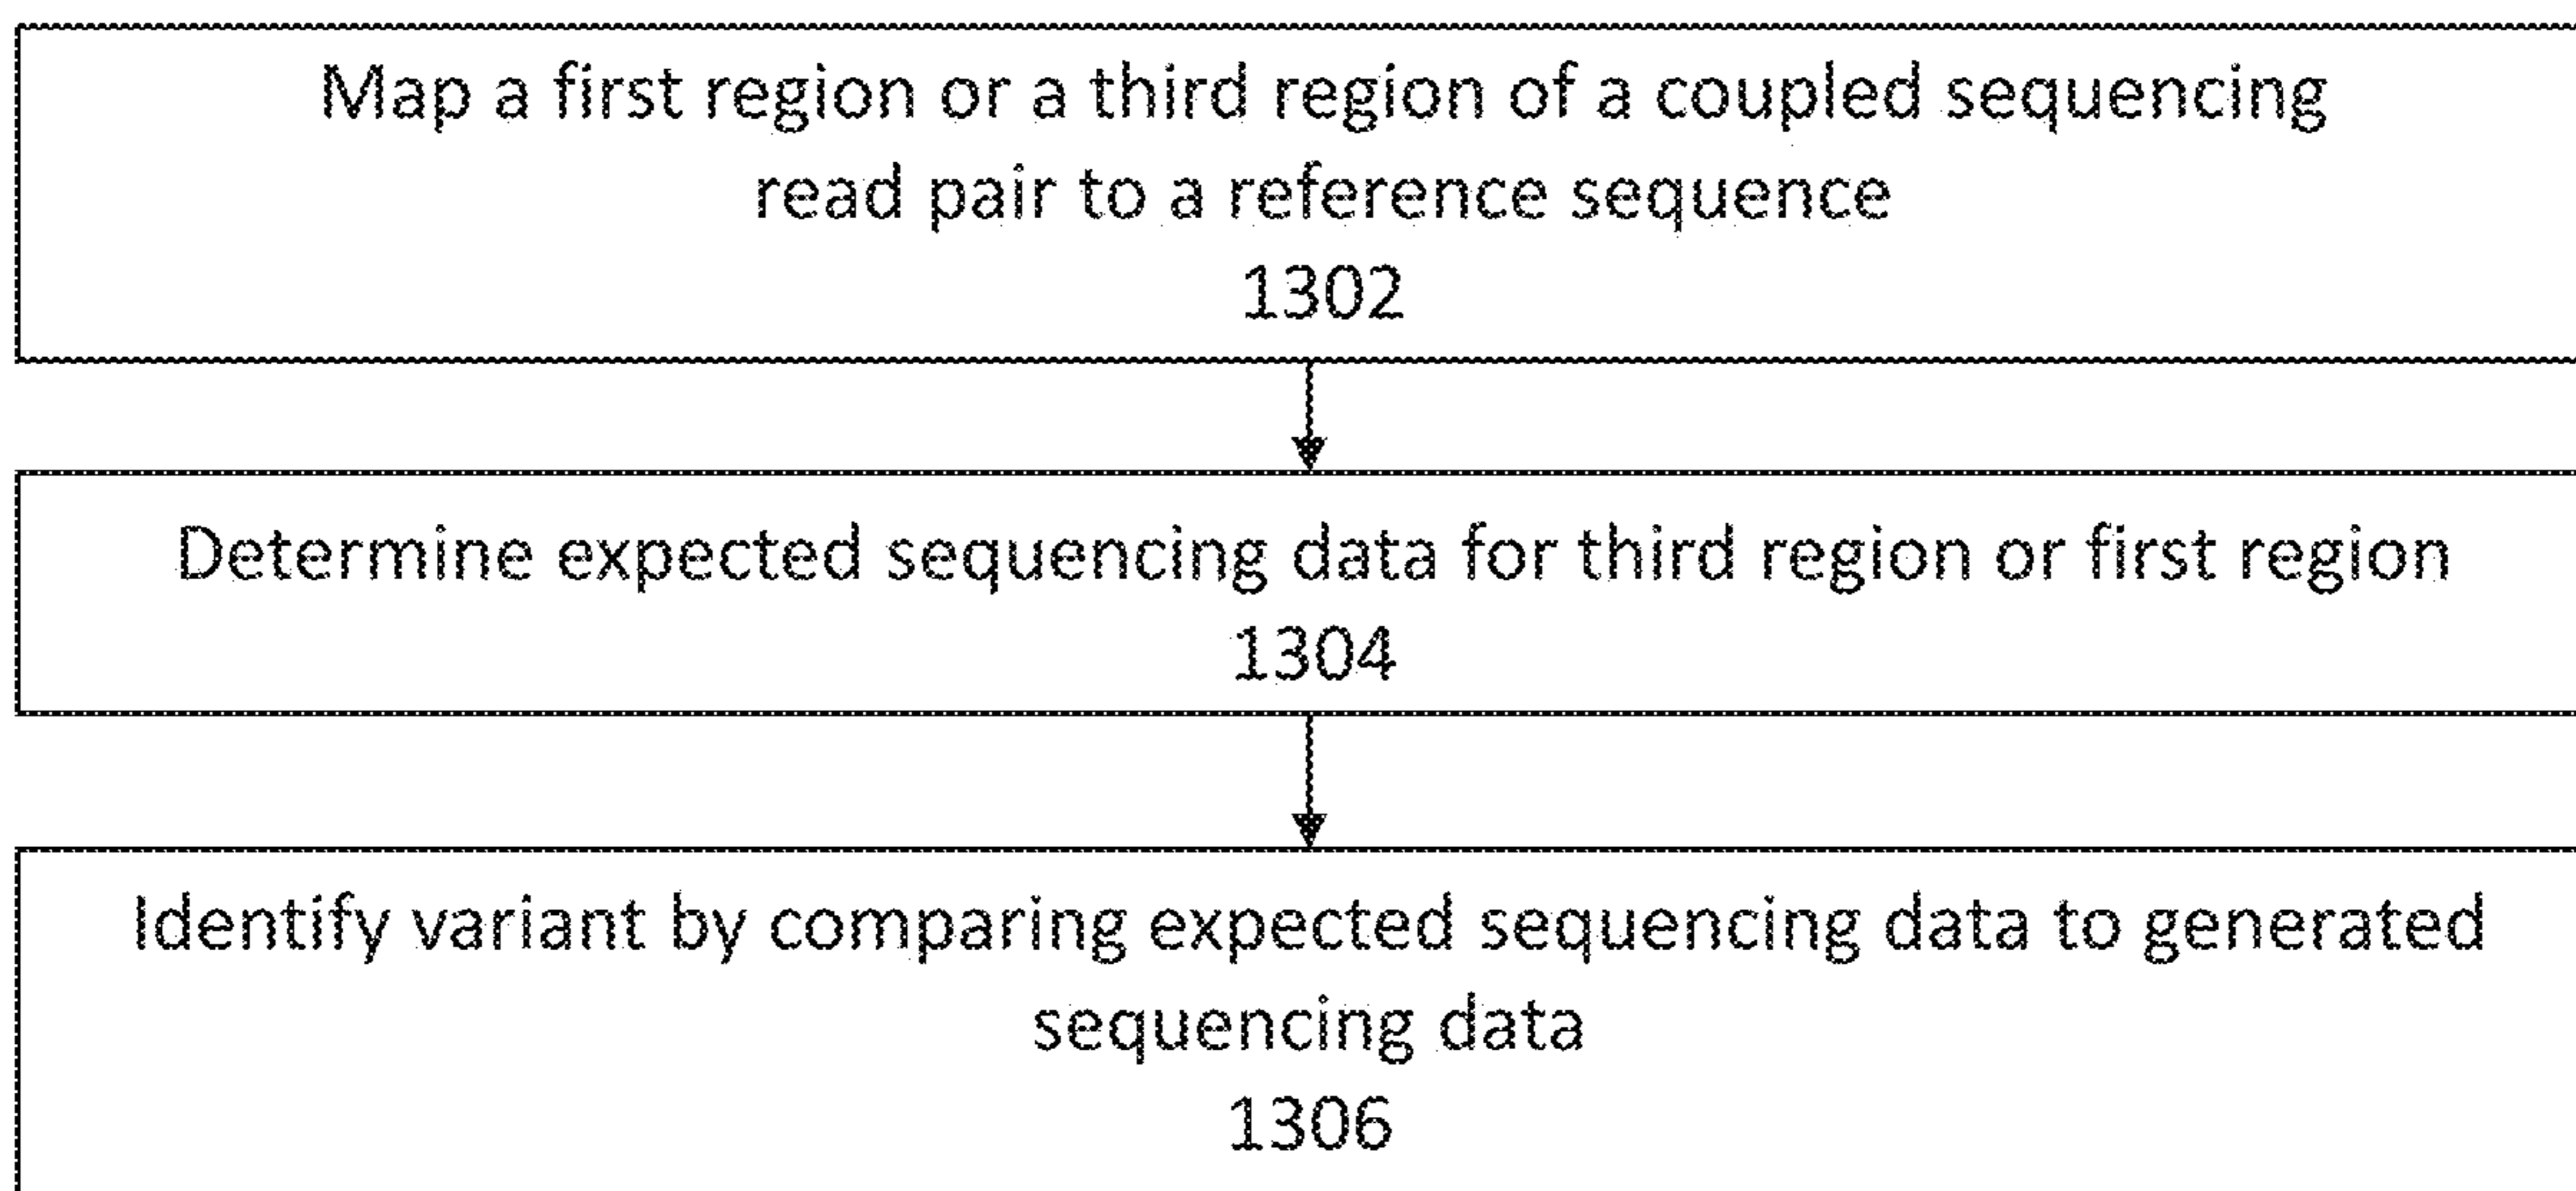 Map a first region or a third region of a coupled sequencing
read pair to a reference sequence
1302
Determine expected sequencing data for third region or first region
1304
Identify variant by comparing expected sequencing data to generated
sequencing data
1306